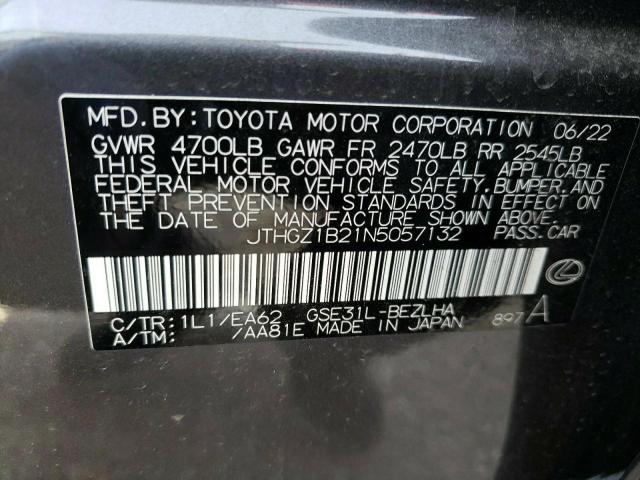 MFD. BY: TOYOTA MOTOR CORPORATION 06/22
GVWR 4700LB GAWR FR 2470LB RR 2545LB
THIS VEHICLE CONFORMS TO ALL APPLICABLE
FEDERAL MOTOR VEHICLE SAFETY, BUMPER, AND
THEFT PREVENTION STANDARDS IN EFFECT ON
THE DATE OF MANUFACTURE SHOWN ABOVE.
JTHGZ1B21N5057132 PASS. CAR
C/TR: 1L1/EA62 GSE31L-BEZLHA 897A
A/TM: /AA81E MADE IN JAPAN